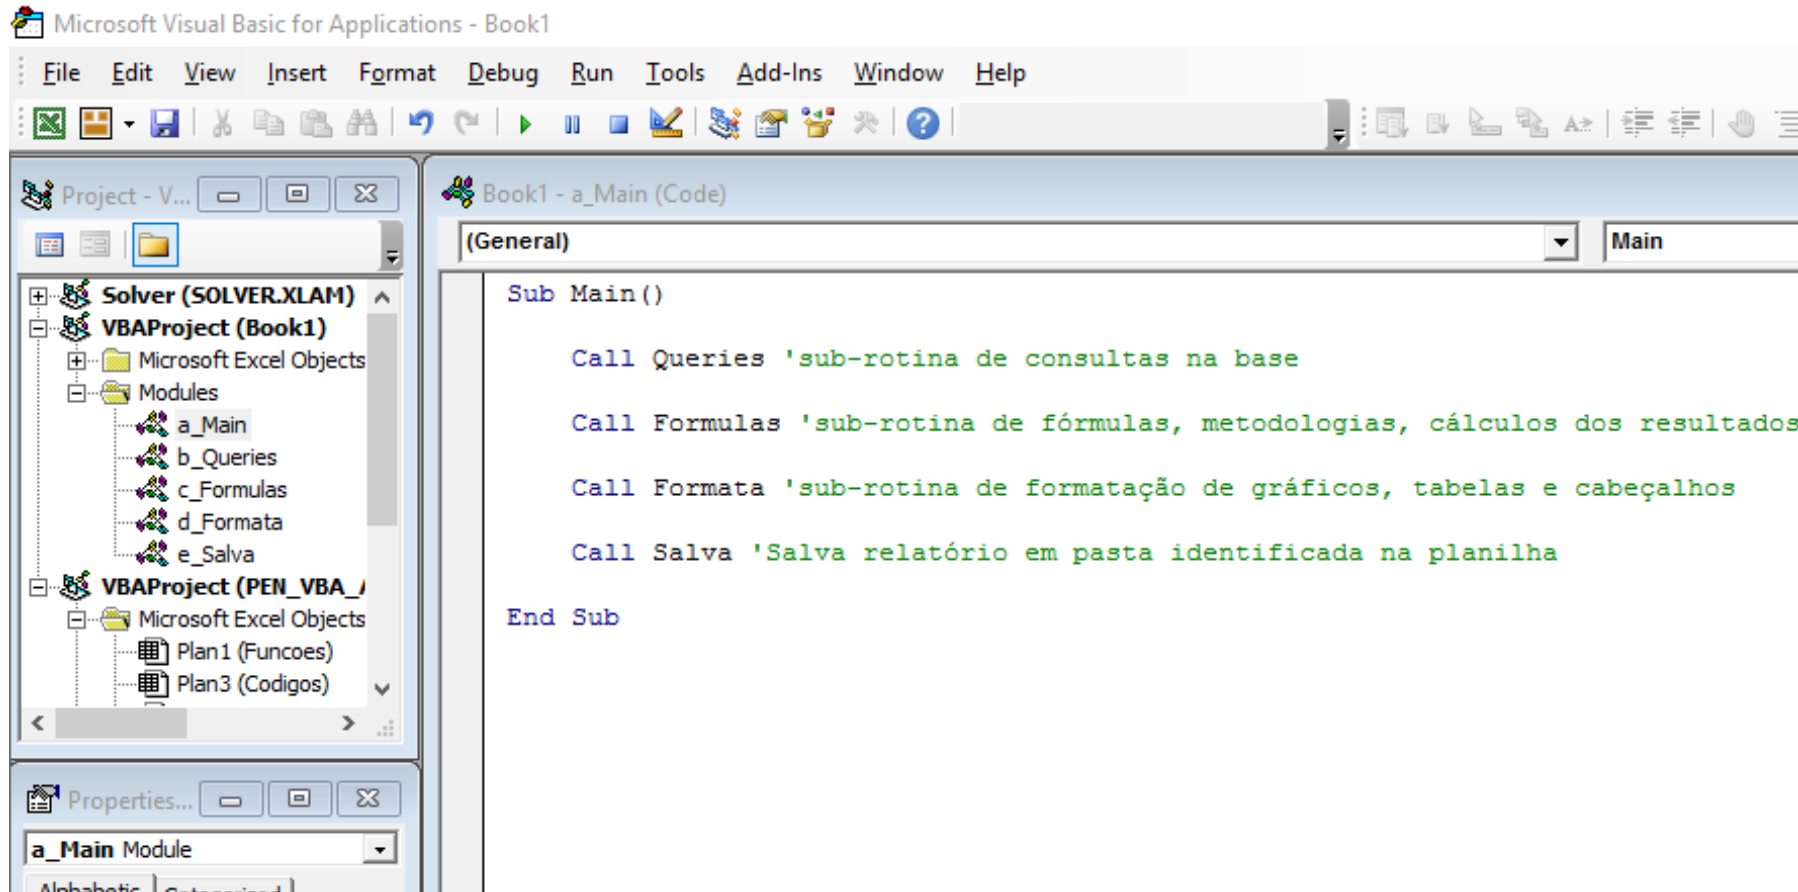 Microsoft Visual Basic for Applications - Book1
File Edit View Insert Format Debug Run Tools Add-Ins Window Help
Project - V...
Solver (SOLVER.XLAM)
VBAProject (Book1)
Microsoft Excel Objects
Modules
a_Main
b_Queries
c_Formulas
d_Formata
e_Salva
VBAProject (PEN_VBA_
Microsoft Excel Objects
Plan1 (Funcoes)
Plan3 (Codigos)
Properties...
a_Main Module
Alphabetic Categorized
Book1 - a_Main (Code)
(General) Main
Sub Main()
Call Queries 'sub-rotina de consultas na base
Call Formulas 'sub-rotina de fórmulas, metodologias, cálculos dos resultados
Call Formata 'sub-rotina de formatação de gráficos, tabelas e cabeçalhos
Call Salva 'Salva relatório em pasta identificada na planilha
End Sub